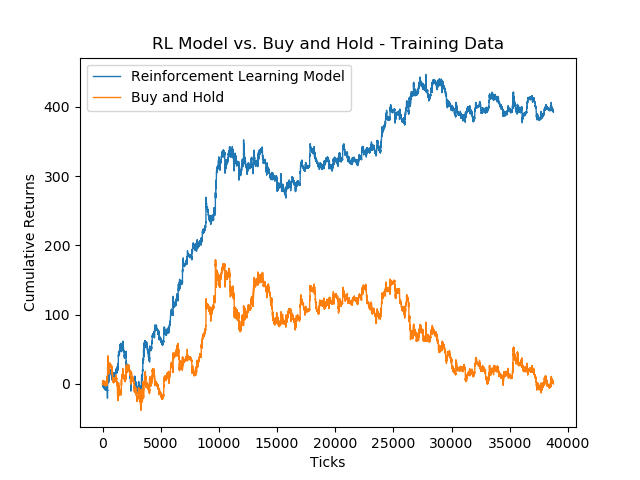 RL Model vs. Buy and Hold - Training Data
Reinforcement Learning Model
Buy and Hold
400
300
200
100
0
Cumulative Returns
0 5000 10000 15000 20000 25000 30000 35000 40000
Ticks